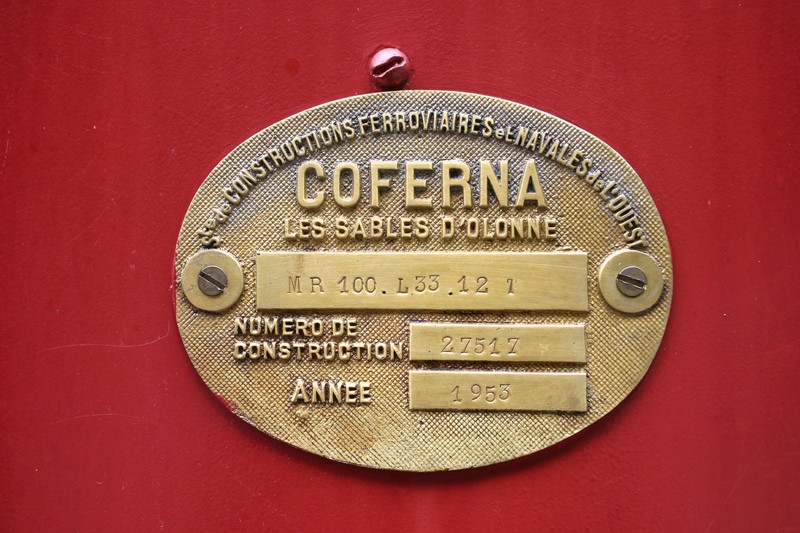 Sté de CONSTRUCTIONS FERROVIAIRES et NAVALES de L'OUEST
COFERNA
LES SABLES D'OLONNE
MR 100.L33.12 1
NUMERO DE
CONSTRUCTION 27517
ANNEE 1953